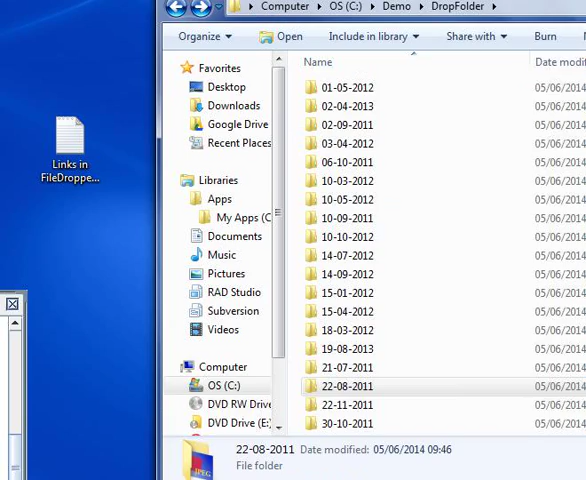 Computer ▸ OS (C:) ▸ Demo ▸ DropFolder ▸
Organize ▾ Open Include in library ▾ Share with ▾ Burn
Name Date modif
Favorites
Desktop
Downloads
Google Drive
Recent Places
Libraries
Apps
My Apps (C
Documents
Music
Pictures
RAD Studio
Subversion
Videos
Computer
OS (C:)
DVD RW Drive
DVD Drive (E:)
01-05-2012 05/06/2014
02-04-2013 05/06/2014
02-09-2011 05/06/2014
03-04-2012 05/06/2014
06-10-2011 05/06/2014
10-03-2012 05/06/2014
10-05-2012 05/06/2014
10-09-2011 05/06/2014
10-10-2012 05/06/2014
14-07-2012 05/06/2014
14-09-2012 05/06/2014
15-01-2012 05/06/2014
15-04-2012 05/06/2014
18-03-2012 05/06/2014
19-08-2013 05/06/2014
21-07-2011 05/06/2014
22-08-2011 05/06/2014
22-11-2011 05/06/2014
30-10-2011 05/06/2014
22-08-2011 Date modified: 05/06/2014 09:46
File folder
JPEG
Links in
FileDroppe...